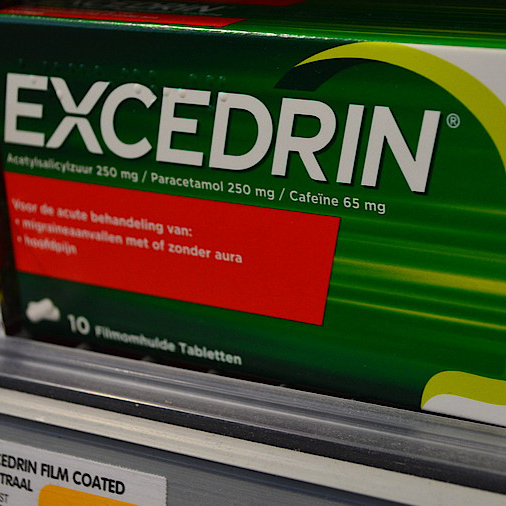 EXCEDRIN®
Acetylsalicylzuur 250 mg / Paracetamol 250 mg / Cafeïne 65 mg
Voor de acute behandeling van:
• migraineaanvallen met of zonder aura
• hoofdpijn
10 Filmomhulde Tabletten
EDRIN FILM COATED
TRAAL
ST